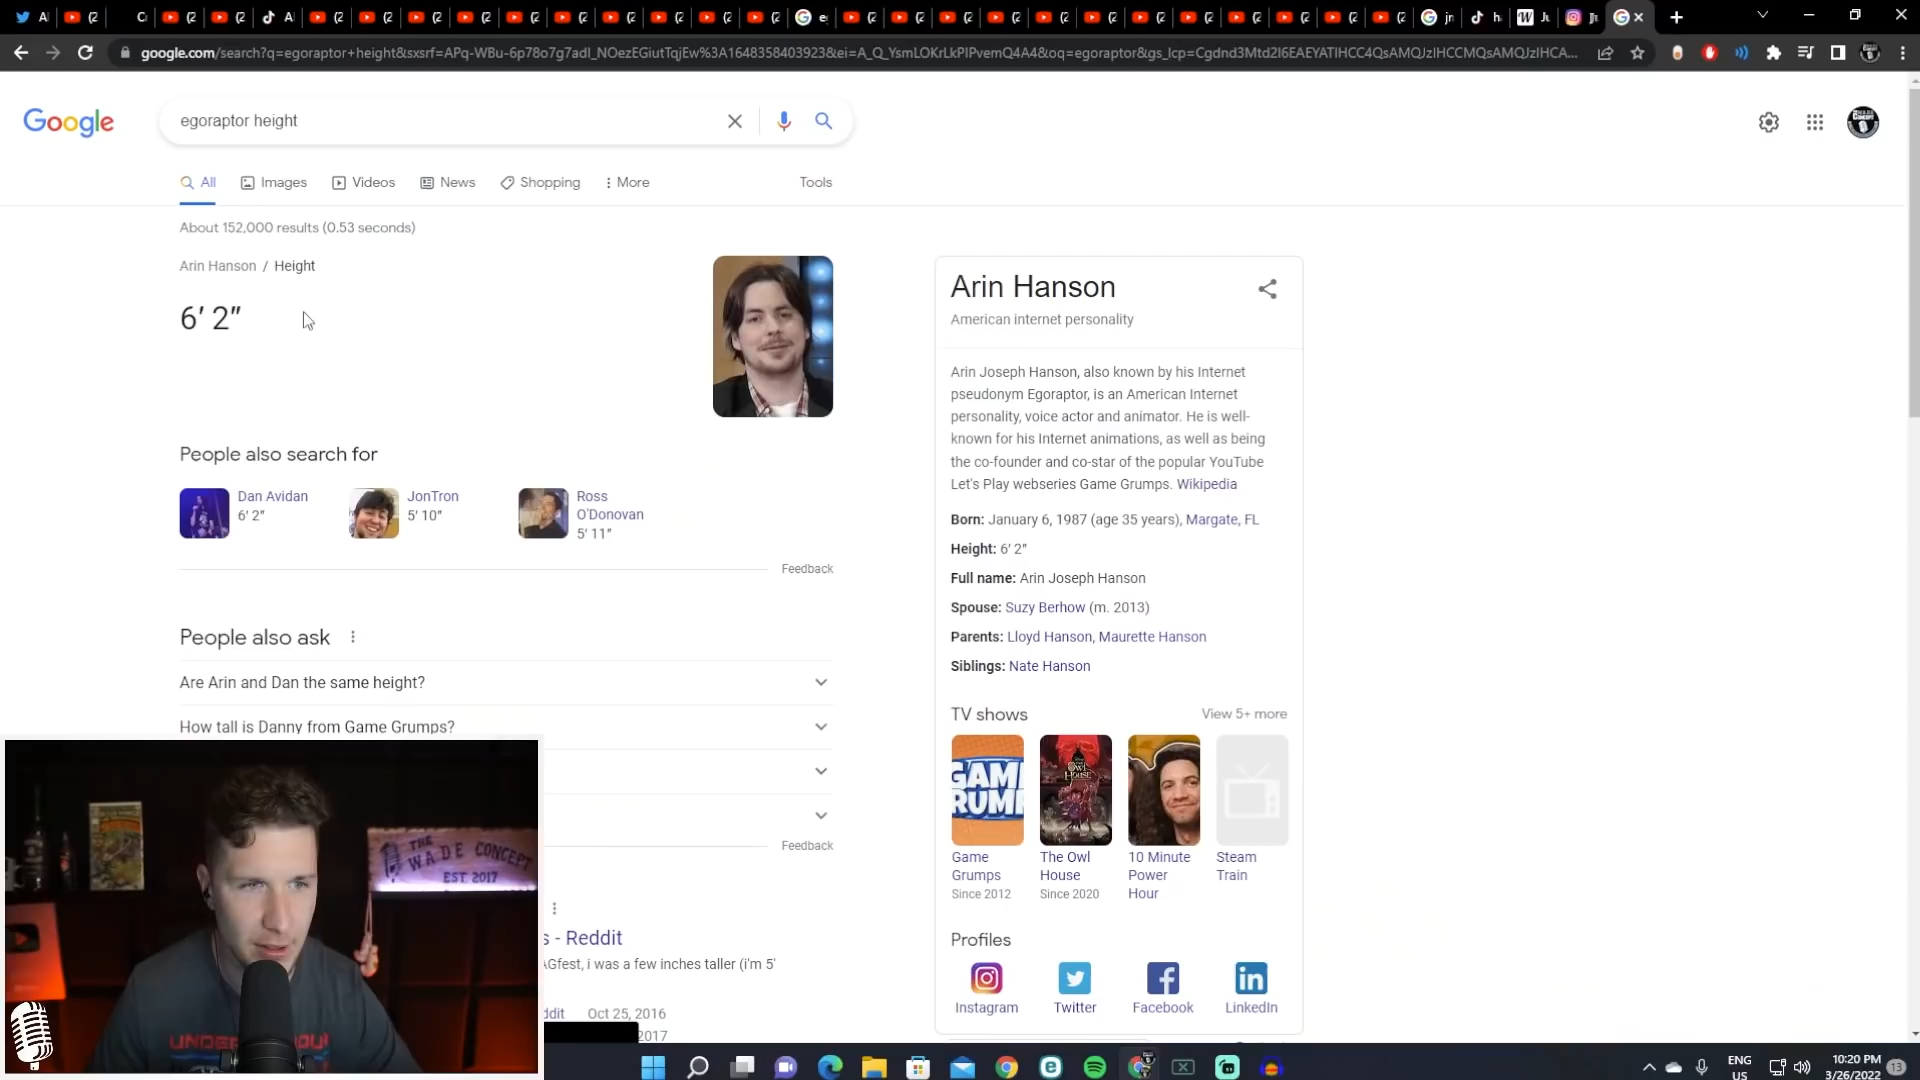 google.com/search?q=egoraptor+height&sxsrf=APq-WBu-6p78o7g7adI_NOezEGiutTqjEw%3A1648358403923&ei=A_Q_YsmLOKrLkPIPvemQ4A4&oq=egoraptor&gs_lcp=Cgdnd3Mtd2l6EAEYATIHCC4QsAMQJzIHCCMQsAMQJzIHCA...
Google
egoraptor height
All Images Videos News Shopping More Tools
About 152,000 results (0.53 seconds)
Arin Hanson / Height
6′ 2″
People also search for
Dan Avidan
6′ 2″
JonTron
5′ 10″
Ross
O'Donovan
5′ 11″
Feedback
People also ask
Are Arin and Dan the same height?
How tall is Danny from Game Grumps?
Feedback
s - Reddit
AGfest, i was a few inches taller (i'm 5'
ddit Oct 25, 2016
2017
Arin Hanson
American internet personality
Arin Joseph Hanson, also known by his Internet
pseudonym Egoraptor, is an American Internet
personality, voice actor and animator. He is well-
known for his Internet animations, as well as being
the co-founder and co-star of the popular YouTube
Let's Play webseries Game Grumps. Wikipedia
Born: January 6, 1987 (age 35 years), Margate, FL
Height: 6′ 2″
Full name: Arin Joseph Hanson
Spouse: Suzy Berhow (m. 2013)
Parents: Lloyd Hanson, Maurette Hanson
Siblings: Nate Hanson
TV shows
View 5+ more
GAME
GRUMPS
THE OWL HOUSE
Game
Grumps
Since 2012
The Owl
House
Since 2020
10 Minute
Power
Hour
Steam
Train
Profiles
Instagram
Twitter
Facebook
LinkedIn
THE
WADE CONCEPT
EST 2017
ENG
US
10:20 PM
3/26/2022
13